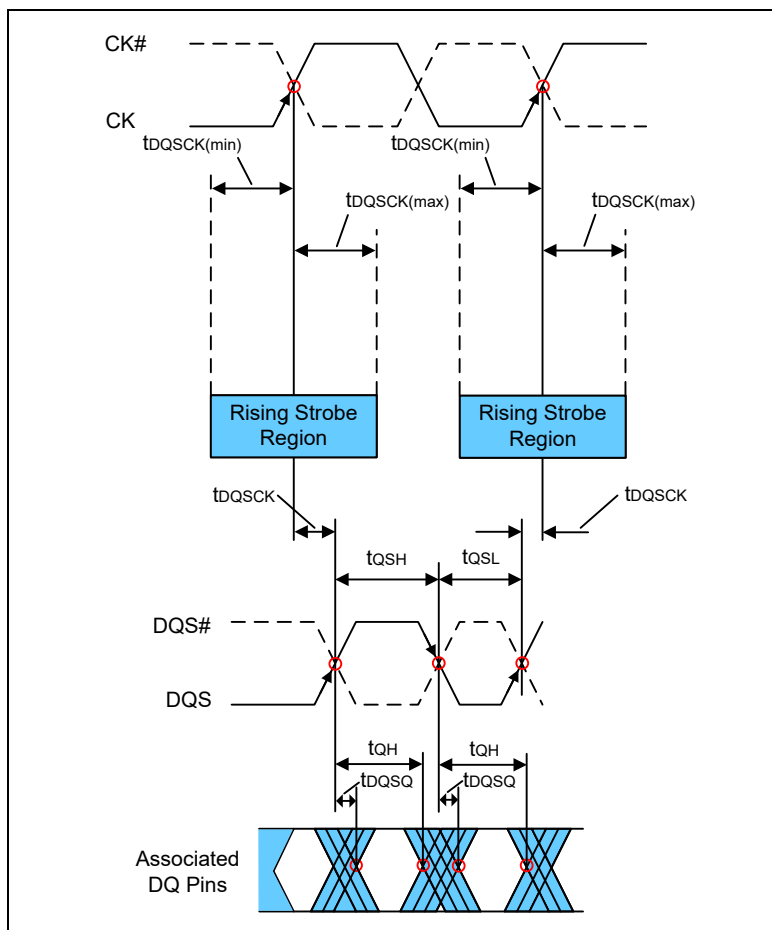 CK#
CK
tDQSCK(min)
tDQSCK(min)
tDQSCK(max)
tDQSCK(max)
Rising Strobe
Region
Rising Strobe
Region
tDQSCK
tDQSCK
tQSH
tQSL
DQS#
DQS
tQH
tQH
tDQSQ
tDQSQ
Associated
DQ Pins